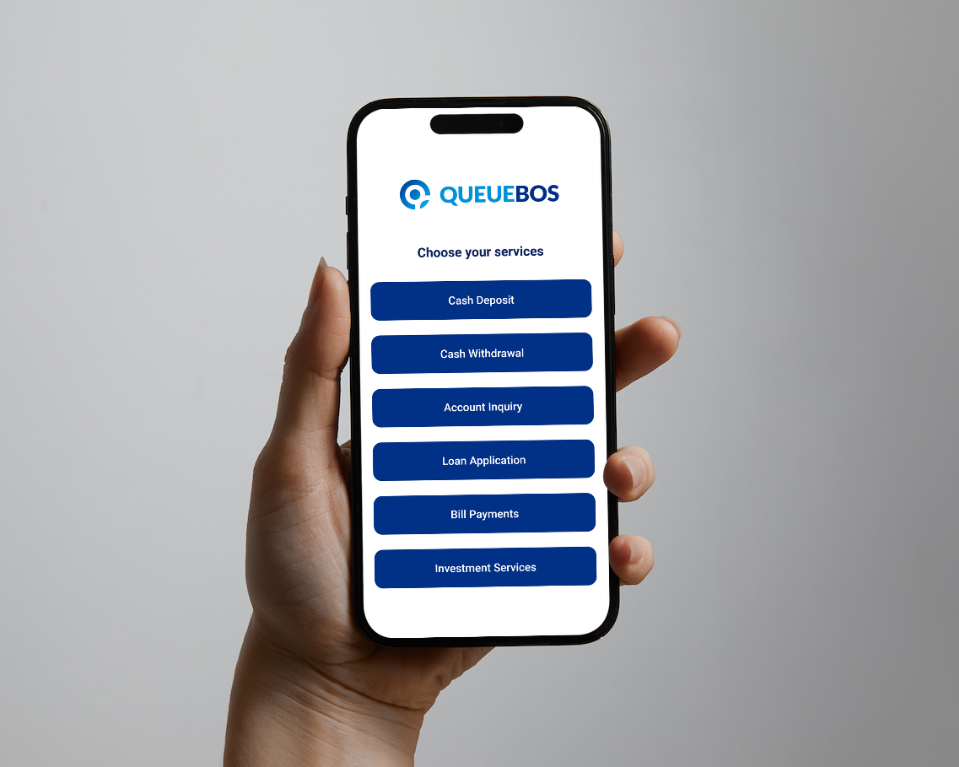 QUEUEBOS
Choose your services
Cash Deposit
Cash Withdrawal
Account Inquiry
Loan Application
Bill Payments
Investment Services